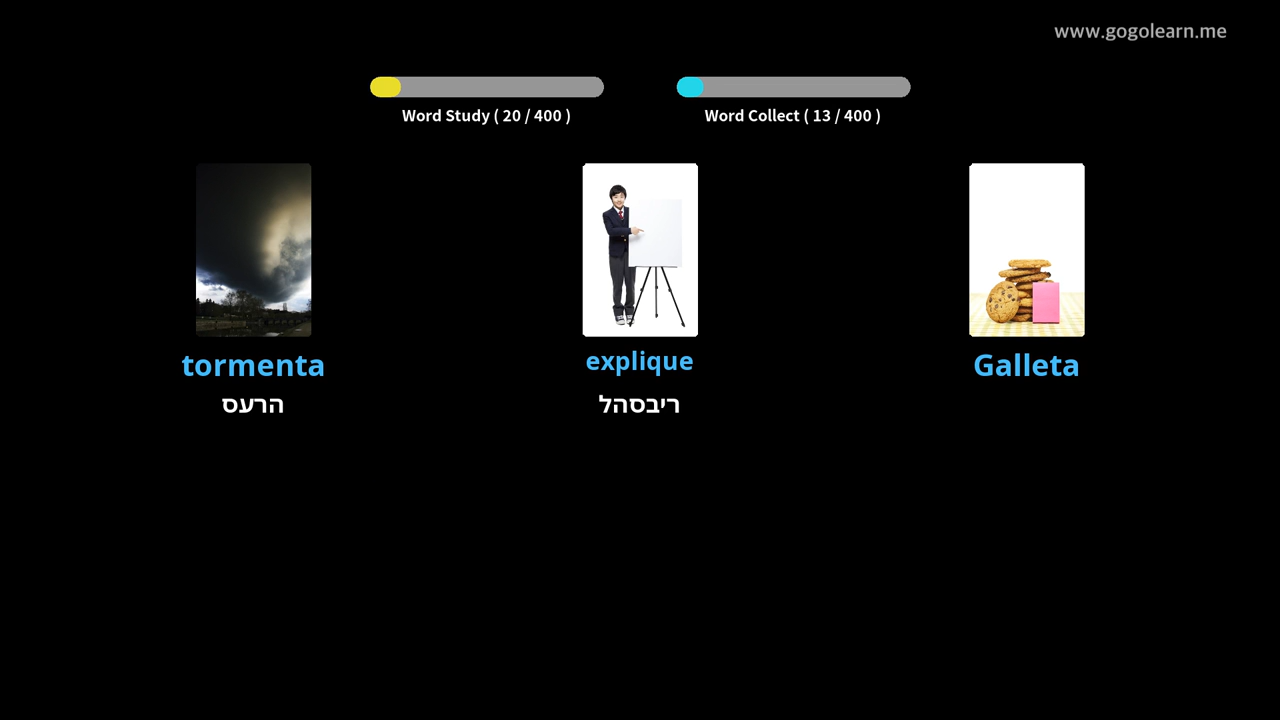 www.gogolearn.me
Word Study ( 20 / 400 )
Word Collect ( 13 / 400 )
tormenta
explique
Galleta
הרעס
ריבסהל